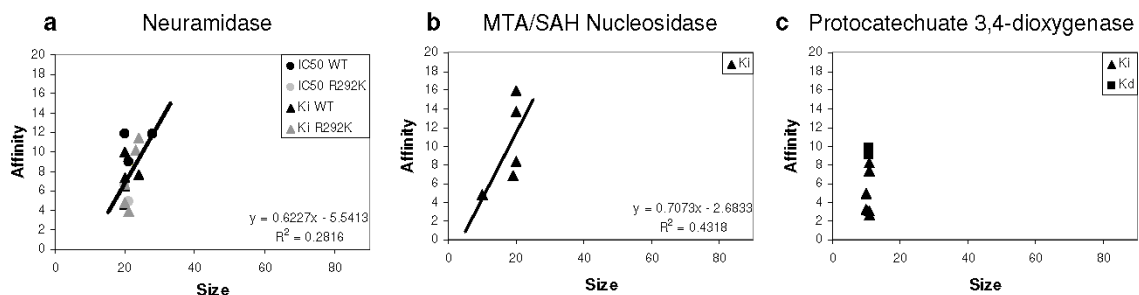 a Neuramidase
b MTA/SAH Nucleosidase
c Protocatechuate 3,4-dioxygenase
Affinity
20
18
16
14
12
10
8
6
4
2
0
0 20 40 60 80
Size
IC50 WT
IC50 R292K
Ki WT
Ki R292K
y = 0.6227x - 5.5413
R² = 0.2816
Affinity
20
18
16
14
12
10
8
6
4
2
0
0 20 40 60 80
Size
Ki
y = 0.7073x - 2.6833
R² = 0.4318
Affinity
20
18
16
14
12
10
8
6
4
2
0
0 20 40 60 80
Size
Ki
Kd